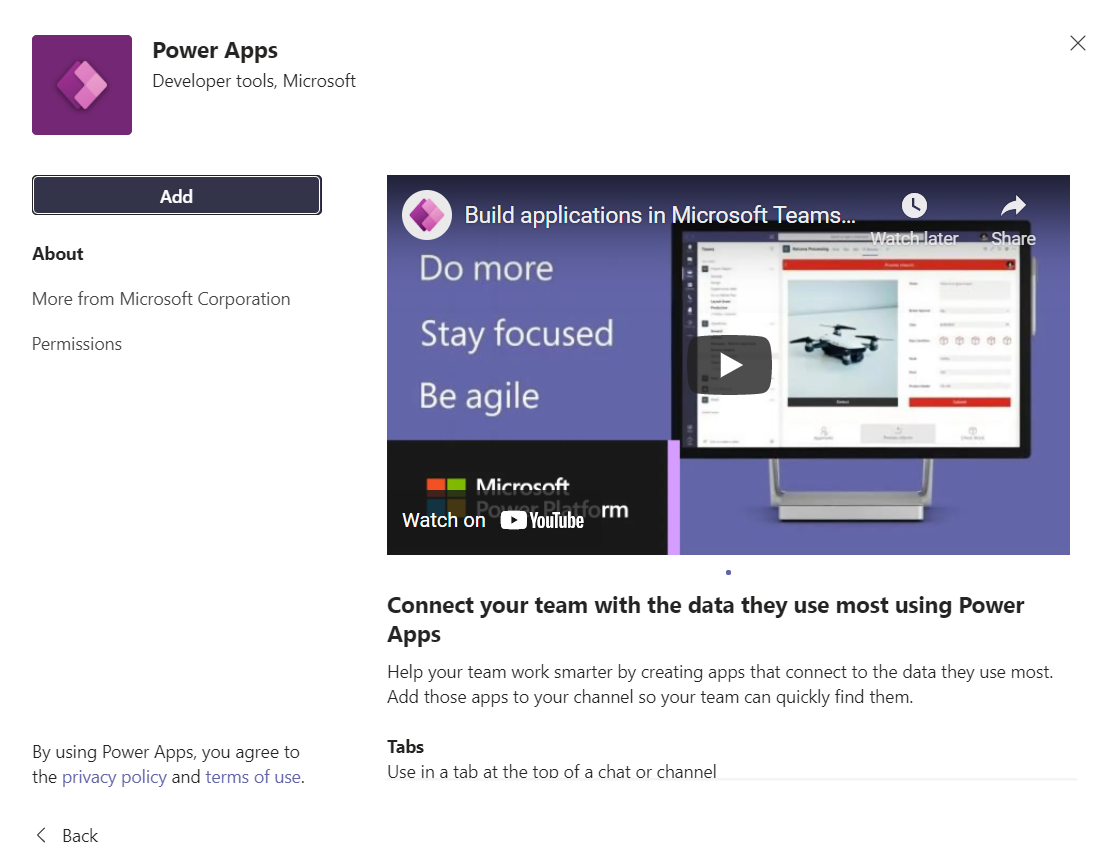 Power Apps
Developer tools, Microsoft
Add
About
More from Microsoft Corporation
Permissions
Build applications in Microsoft Teams...
Watch later
Share
Do more
Stay focused
Be agile
Microsoft
Power Platform
Watch on YouTube
Connect your team with the data they use most using Power
Apps
Help your team work smarter by creating apps that connect to the data they use most.
Add those apps to your channel so your team can quickly find them.
Tabs
Use in a tab at the top of a chat or channel
By using Power Apps, you agree to
the privacy policy and terms of use.
Back